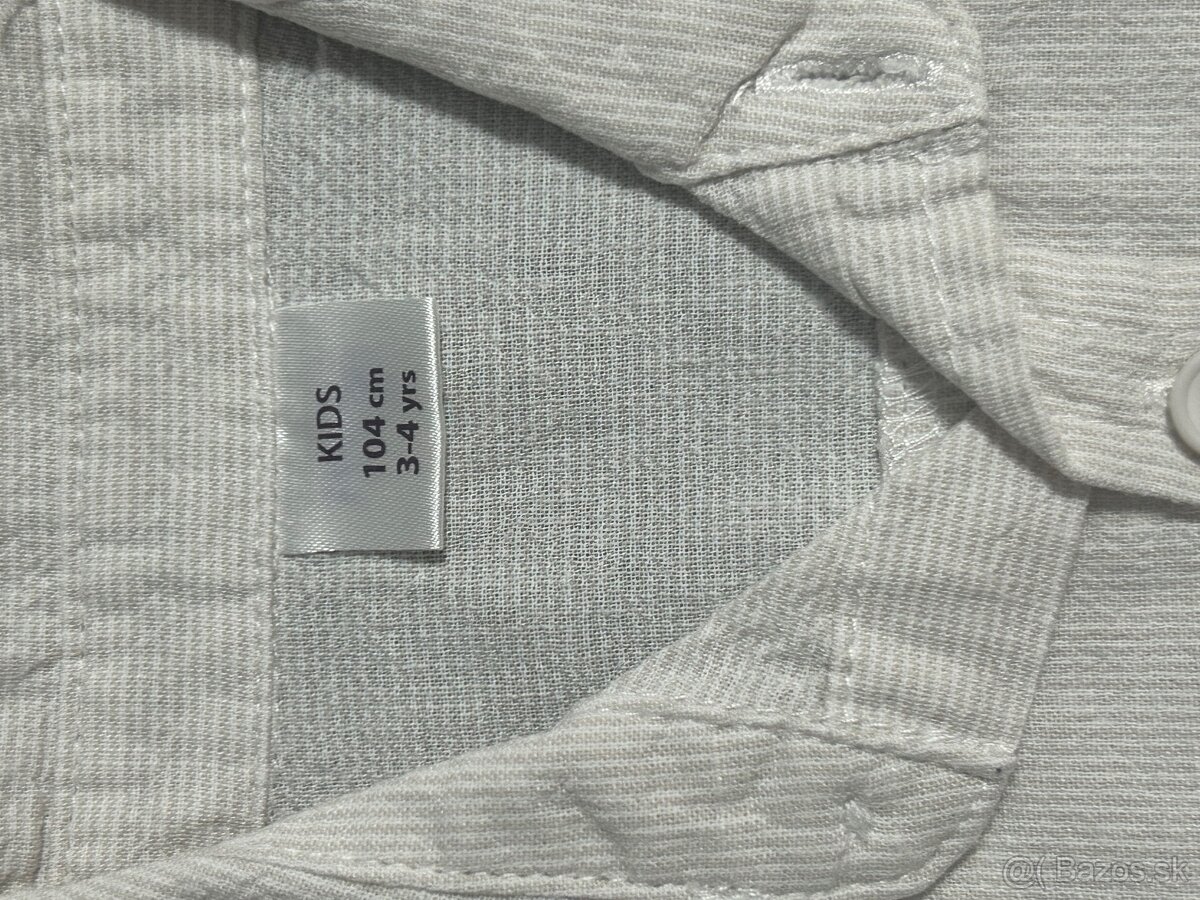 KIDS
104 cm
3-4 yrs
@( Bazos.sk